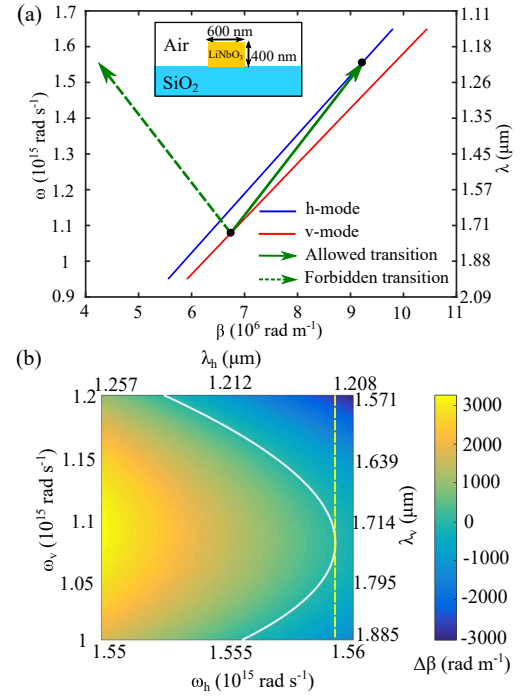 (a)
1.7
1.6
1.5
1.4
1.3
1.2
1.1
1
0.9
ω (10¹⁵ rad s⁻¹)
600 nm
Air
LiNbO₃
400 nm
SiO₂
h-mode
v-mode
Allowed transition
Forbidden transition
4 5 6 7 8 9 10 11
β (10⁶ rad m⁻¹)
1.11
1.18
1.26
1.35
1.45
1.57
1.71
1.88
2.09
λ (μm)
(b)
λₕ (μm)
1.257 1.212 1.208
1.2
1.15
1.1
1.05
1
ωᵥ (10¹⁵ rad s⁻¹)
1.571
1.639
1.714
1.795
1.885
λᵥ (μm)
1.55 1.555 1.56
ωₕ (10¹⁵ rad s⁻¹)
3000
2000
1000
0
-1000
-2000
-3000
Δβ (rad m⁻¹)